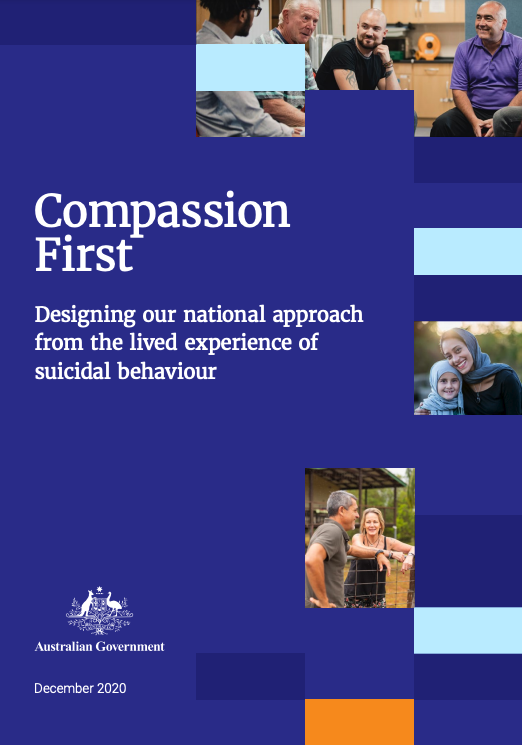 Compassion
First
Designing our national approach
from the lived experience of
suicidal behaviour
Australian Government
December 2020